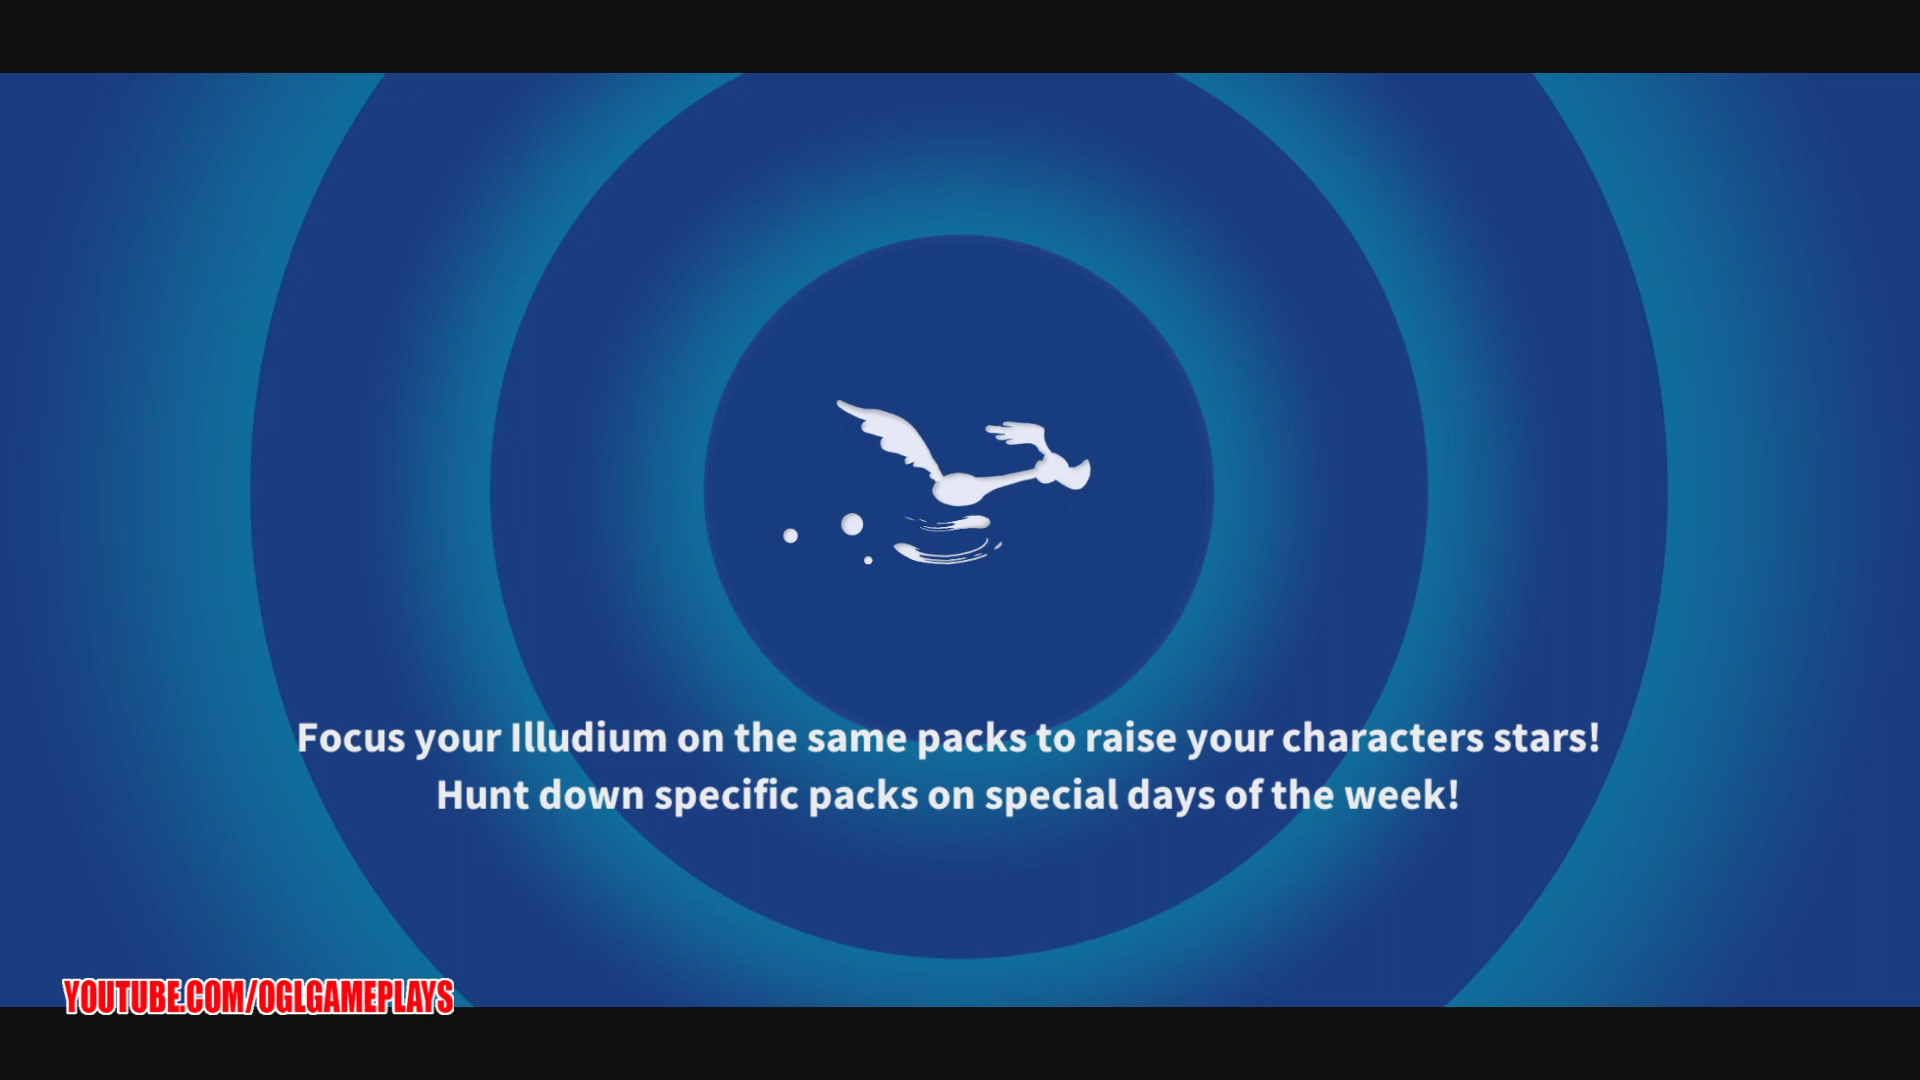 Focus your Illudium on the same packs to raise your characters stars!
Hunt down specific packs on special days of the week!
YOUTUBE.COM/OGLGAMEPLAYS